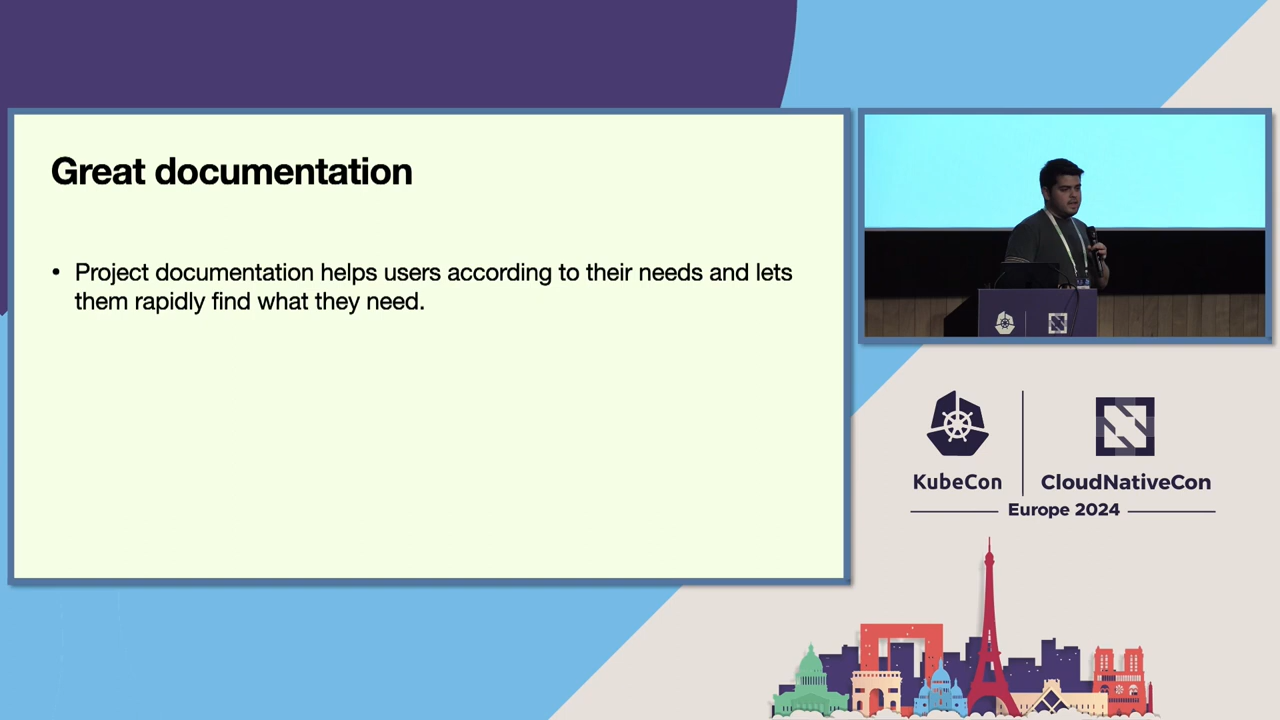 Great documentation
• Project documentation helps users according to their needs and lets
them rapidly find what they need.
KubeCon
CloudNativeCon
Europe 2024